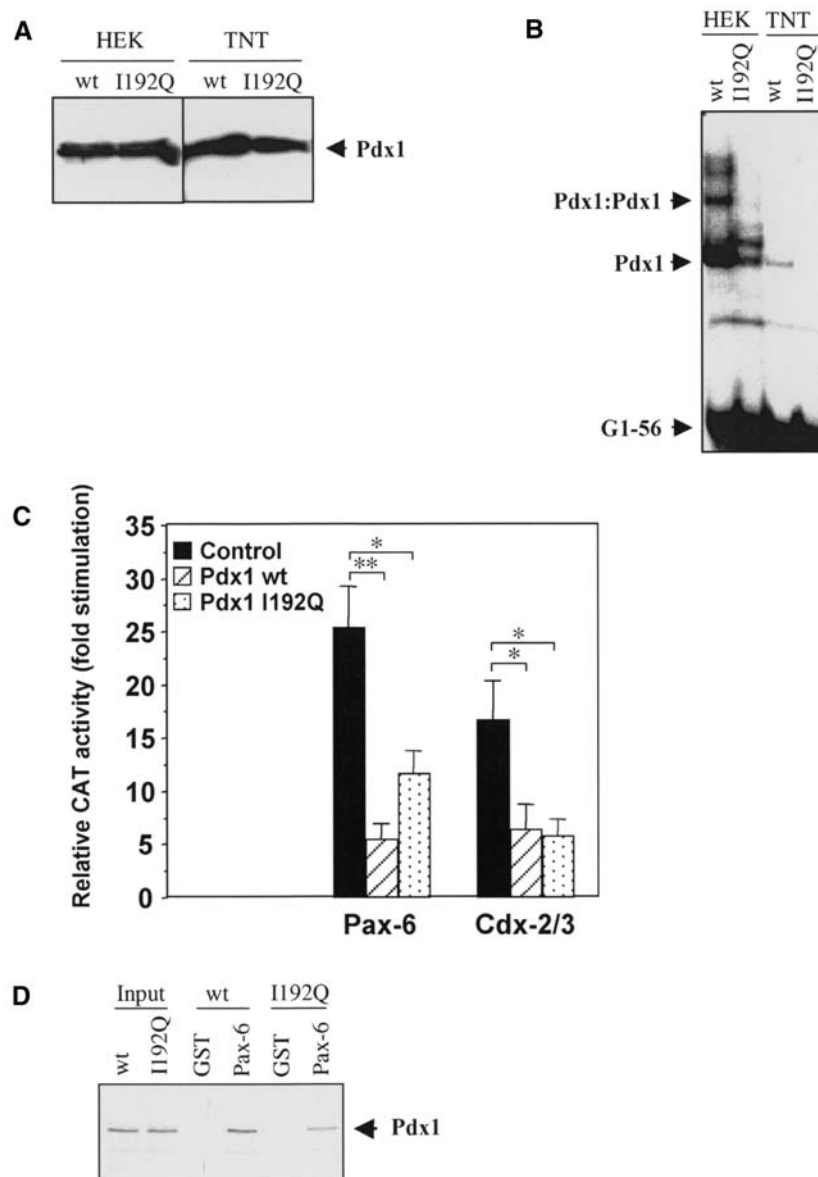 A
HEK TNT
wt I192Q wt I192Q
Pdx1
B
HEK TNT
wt I192Q wt I192Q
Pdx1:Pdx1
Pdx1
G1-56
C
Relative CAT activity (fold stimulation)
35
30
25
20
15
10
5
0
Control
Pdx1 wt
Pdx1 I192Q
*
**
*
*
Pax-6 Cdx-2/3
D
Input wt I192Q
wt I192Q GST Pax-6 GST Pax-6
Pdx1